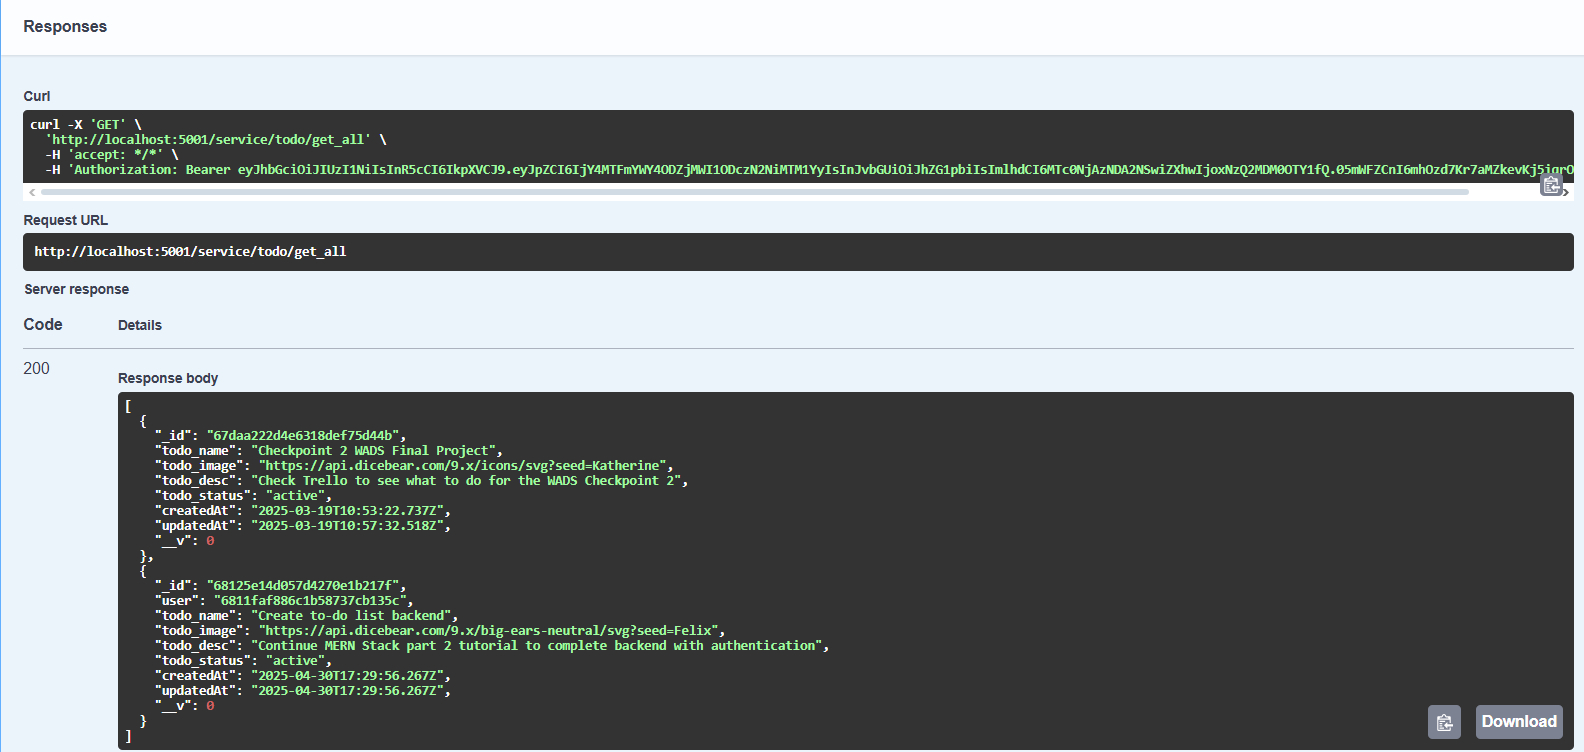 Responses
Curl
curl -X 'GET' \
  'http://localhost:5001/service/todo/get_all' \
  -H 'accept: */*' \
  -H 'Authorization: Bearer eyJhbGciOiJIUzI1NiIsInR5cCI6IkpXVCJ9.eyJpZCI6IjY4MTFmYWY4ODZjMWI1ODczN2NiMTM1YyIsInJvbGUiOiJhZG1pbiIsImlhdCI6MTc0NjAzNDA2NSwiZXhwIjoxNzQ2MDM0OTY1fQ.05mWFZCnI6mhOzd7Kr7aMZkevKj5iqrO
Request URL
http://localhost:5001/service/todo/get_all
Server response
Code Details
200
Response body
[
  {
    "_id": "67daa222d4e6318def75d44b",
    "todo_name": "Checkpoint 2 WADS Final Project",
    "todo_image": "https://api.dicebear.com/9.x/icons/svg?seed=Katherine",
    "todo_desc": "Check Trello to see what to do for the WADS Checkpoint 2",
    "todo_status": "active",
    "createdAt": "2025-03-19T10:53:22.737Z",
    "updatedAt": "2025-03-19T10:57:32.518Z",
    "__v": 0
  },
  {
    "_id": "68125e14d057d4270e1b217f",
    "user": "6811faf886c1b58737cb135c",
    "todo_name": "Create to-do list backend",
    "todo_image": "https://api.dicebear.com/9.x/big-ears-neutral/svg?seed=Felix",
    "todo_desc": "Continue MERN Stack part 2 tutorial to complete backend with authentication",
    "todo_status": "active",
    "createdAt": "2025-04-30T17:29:56.267Z",
    "updatedAt": "2025-04-30T17:29:56.267Z",
    "__v": 0
  }
]
Download